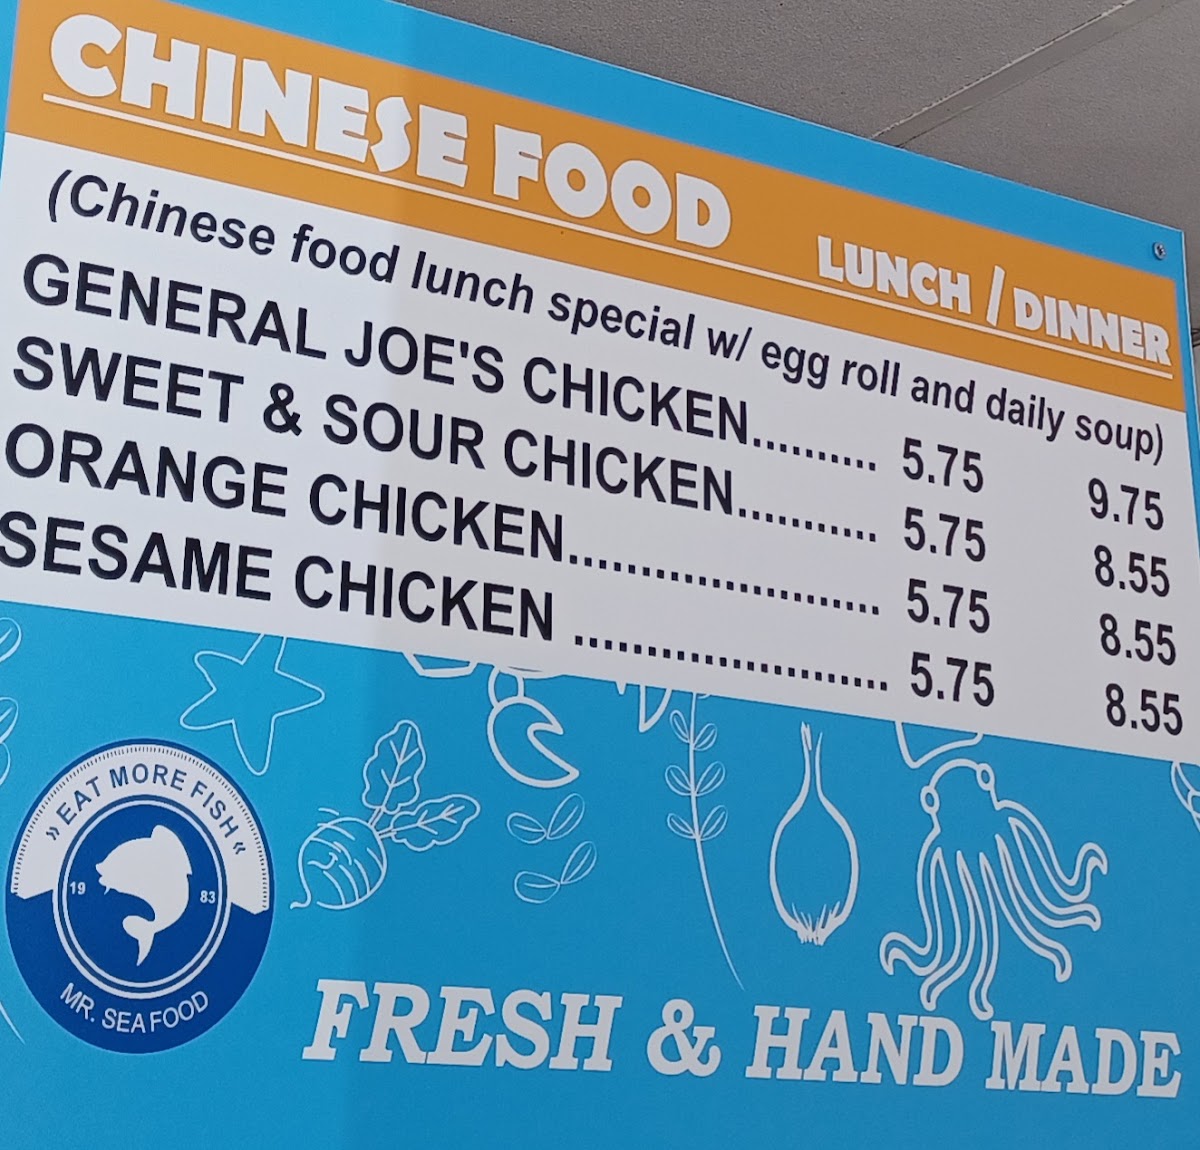 CHINESE FOOD LUNCH / DINNER
(Chinese food lunch special w/ egg roll and daily soup)
GENERAL JOE'S CHICKEN.......... 5.75 9.75
SWEET & SOUR CHICKEN........... 5.75 8.55
ORANGE CHICKEN....................... 5.75 8.55
SESAME CHICKEN ....................... 5.75 8.55
» EAT MORE FISH «
19 83
MR. SEAFOOD
FRESH & HAND MADE